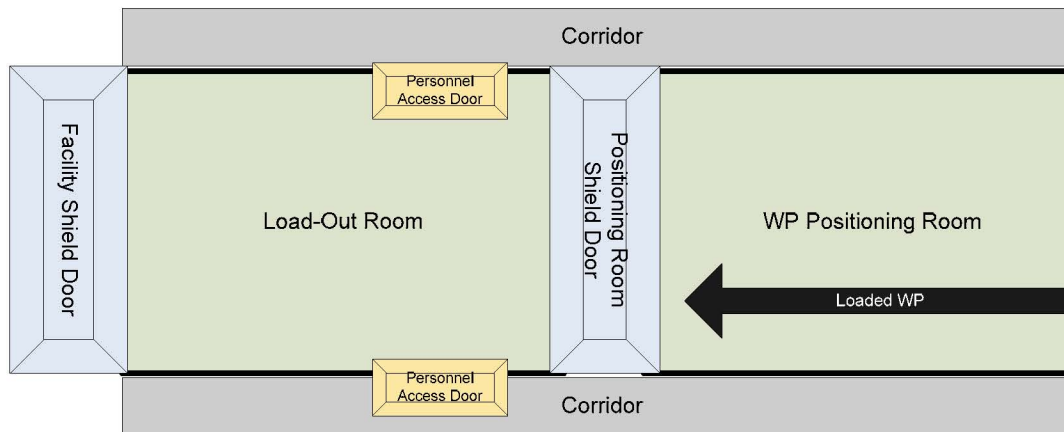 Corridor
Personnel
Access Door
Facility Shield Door
Load-Out Room
Positioning Room
Shield Door
WP Positioning Room
Loaded WP
Personnel
Access Door
Corridor